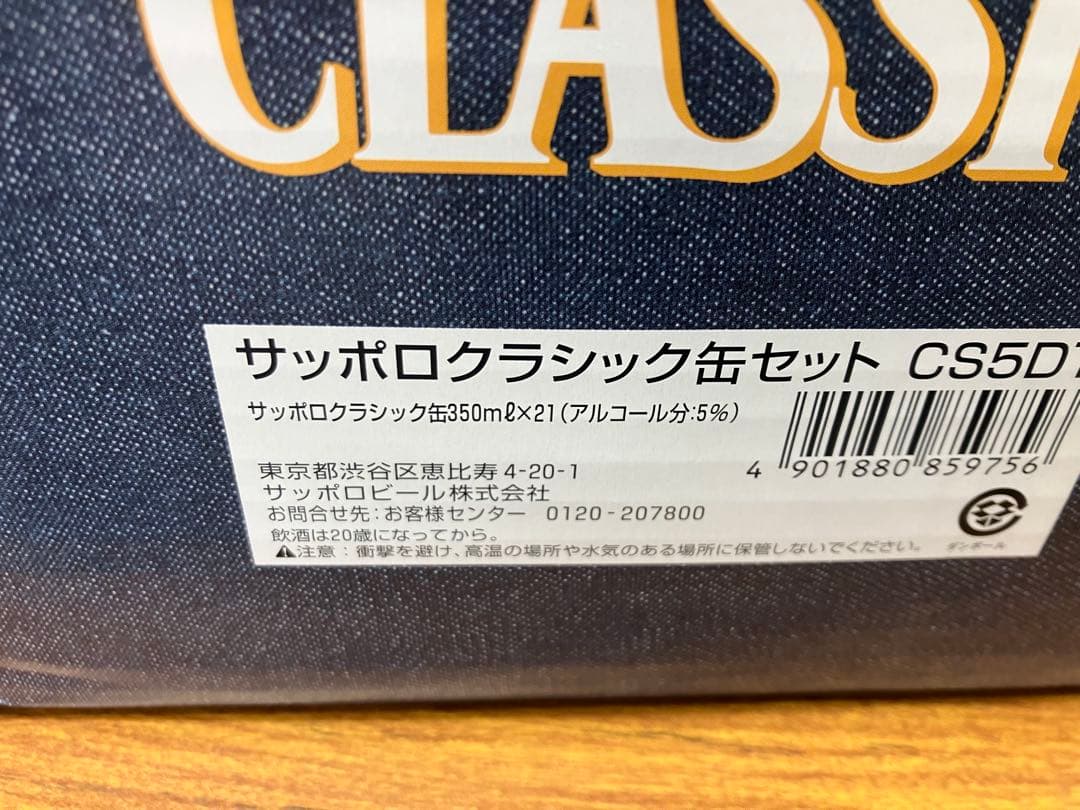 CLASSI
サッポロクラシック缶セット CS5DT
サッポロクラシック缶350mℓ×21(アルコール分:5%)
東京都渋谷区恵比寿4-20-1
サッポロビール株式会社
お問合せ先:お客様センター 0120-207800
飲酒は20歳になってから。
⚠注意:衝撃を避け、高温の場所や水気のある場所に保管しないでください。
4 901880 859756
ダンボール